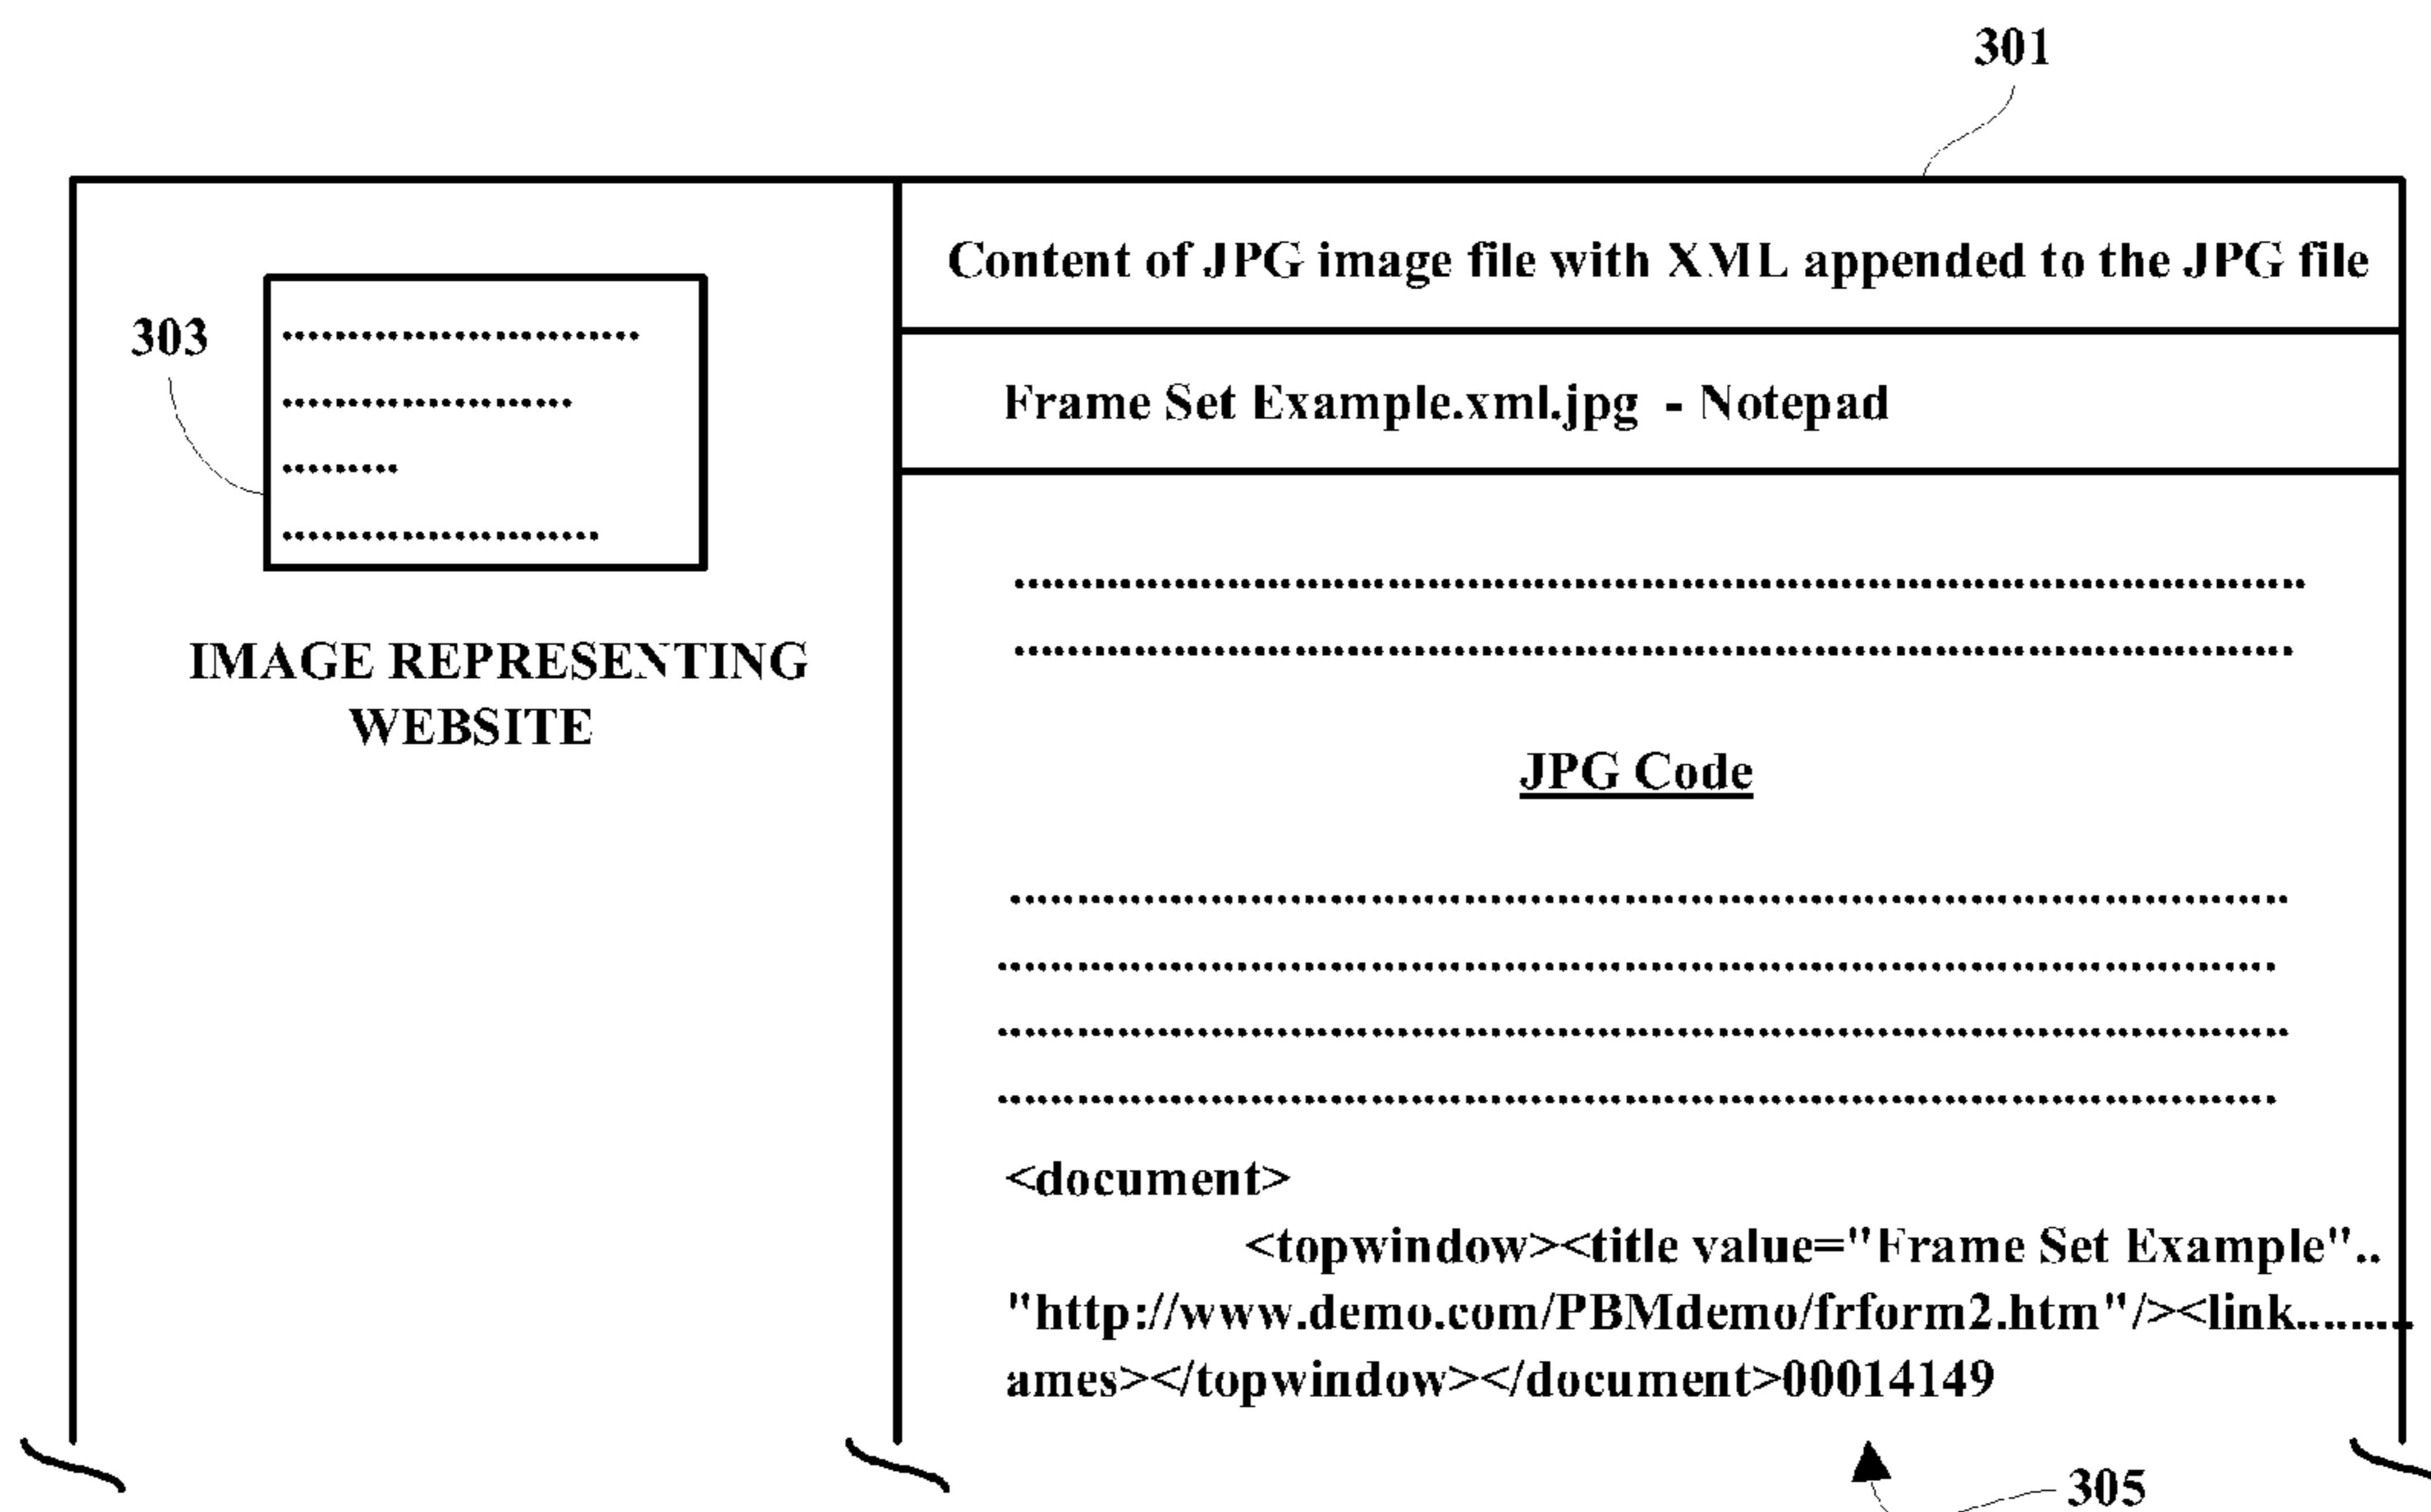 301
Content of JPG image file with XML appended to the JPG file
303
Frame Set Example.xml.jpg - Notepad
IMAGE REPRESENTING
WEBSITE
JPG Code
<document>
<topwindow><title value="Frame Set Example"..
"http://www.demo.com/PBMdemo/frform2.htm"/><link.........
ames></topwindow></document>00014149
305